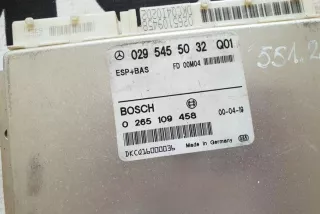 029 545 50 32 Q01
ESP+BAS FD 00M04
551.2
BOSCH
0 265 109 458 00-04-19
Made in Germany
DKC016000036